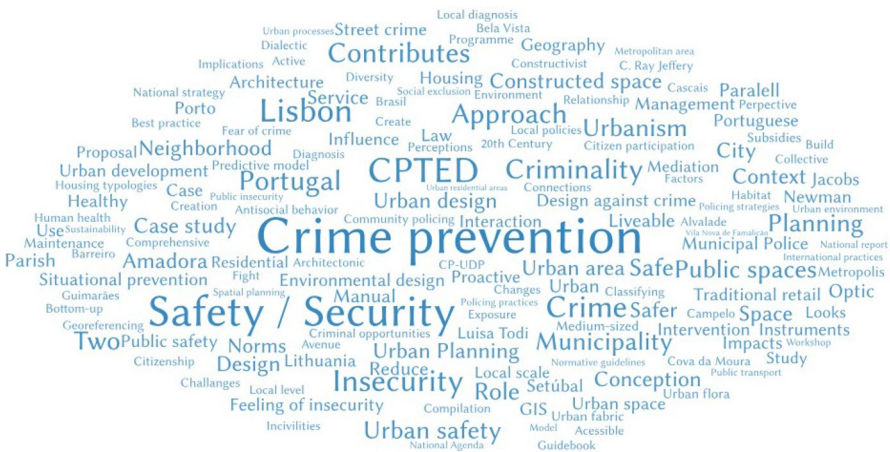 Local diagnosis
Urban processes Street crime Bela Vista
Dialectic Contributes Programme Geography
Metropolitan area
Implications Active Constructivist C. Ray Jeffery
Architecture Diversity Housing Constructed space
National strategy Service Social exclusion Environment Cascais Paralell
Porto Lisbon Brasil Approach Relationship Management Perpective
Best practice Create Urbanism Portuguese
Fear of crime Influence Law Local policies Subsidies
Proposal Neighborhood Perceptions 20th Century Citizen participation City Build
Diagnosis Collective
Urban development Predictive model CPTED Criminality Mediation Context Jacobs
Housing typologies Case Portugal Urban residential areas Connections Factors
Healthy Creation Public insecurity Urban design Design against crime Habitat Newman
Human health Antisocial behavior Policing strategies Urban environment
Use Sustainability Case study Community policing Interaction Liveable Alvalade Planning
Maintenance Comprehensive Crime prevention Vila Nova de Famalican Municipal Police National report
Parish Barreiro Amadora Residential Architectonic CP-UDP Urban area Safe Public spaces International practices
Situational prevention Fight Environmental design Proactive Metropolis
Guimarães Spatial planning Manual Changes Urban Classifying Traditional retail Optic
Bottom-up Safety / Security Policing practices Crime Safer Campelo Space Looks
Georeferencing Exposure
Two Public safety Norms Criminal opportunities Luisa Todi Medium-sized Intervention Instruments
Avenue Urban Planning Municipality Impacts Workshop
Citizenship Design Lithuania Reduce Normative guidelines Cova da Moura Study
Challenges Insecurity Local scale Conception Public transport
Local level Role Setúbal Urban flora
Feeling of insecurity Compilation GIS Urban space
Incivilities Urban safety Model Urban fabric
Acessible
National Agenda Guidebook